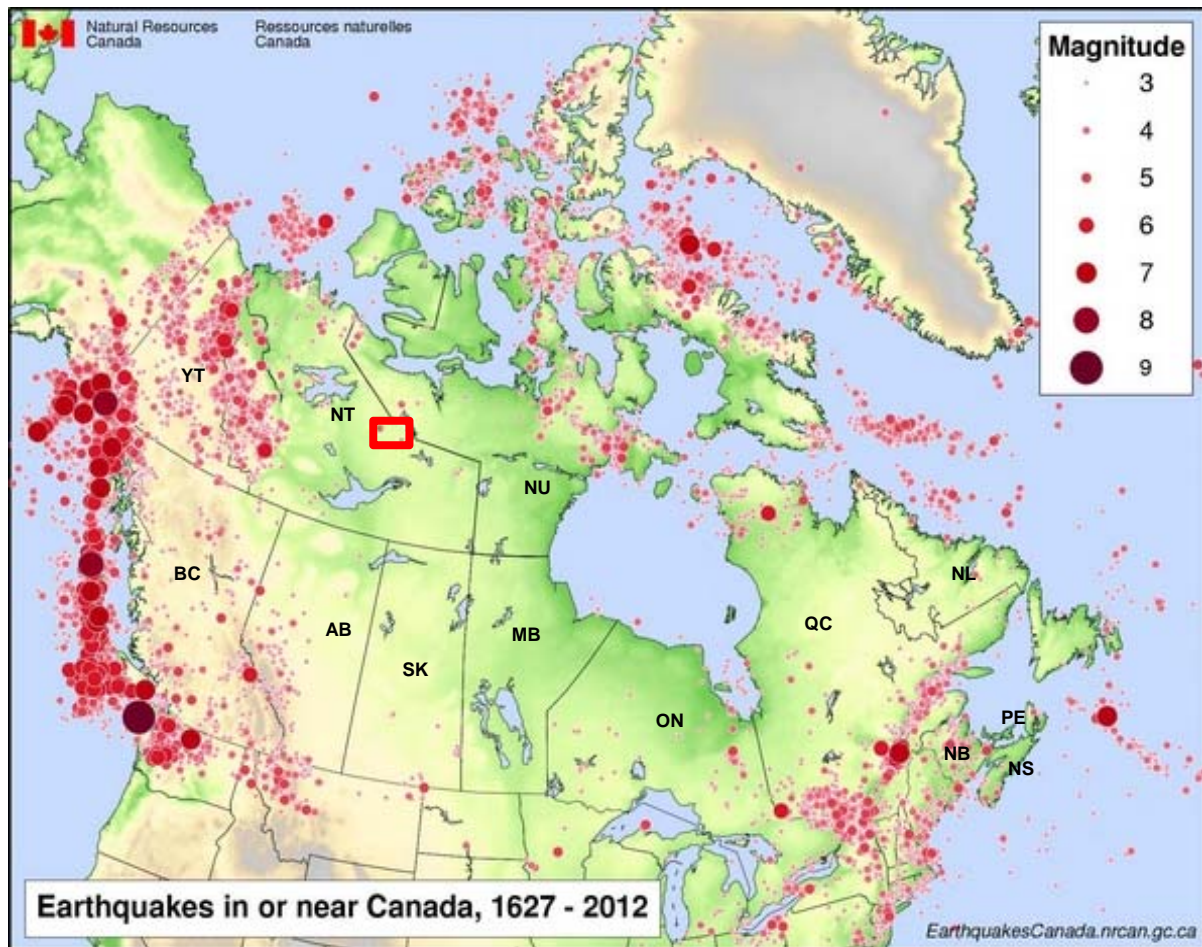 Natural Resources
Canada
Ressources naturelles
Canada
Magnitude
3
4
5
6
7
8
9
YT
NT
NU
BC
AB
SK
MB
ON
QC
NL
PE
NB
NS
Earthquakes in or near Canada, 1627 - 2012
EarthquakesCanada.nrcan.gc.ca